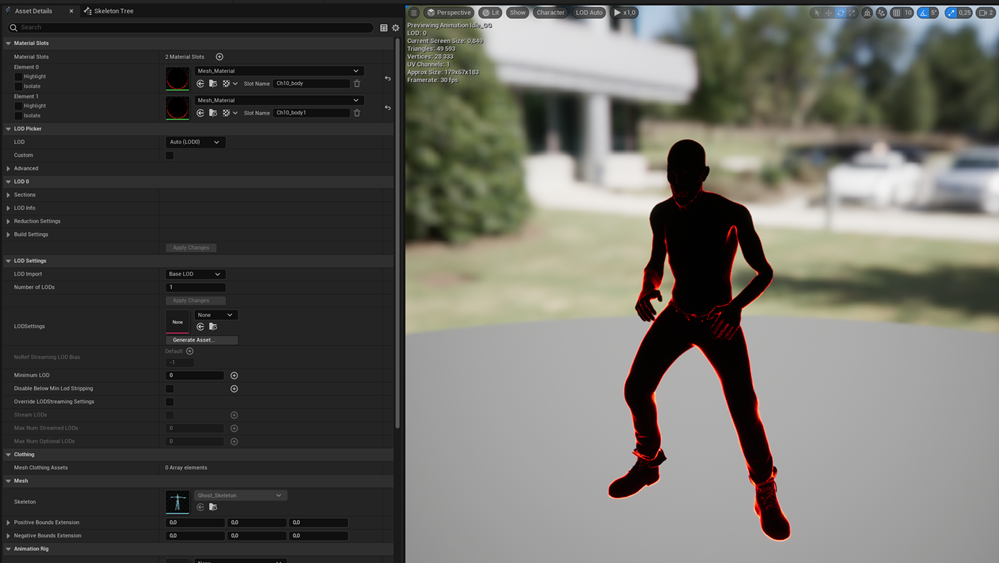 Asset Details
Skeleton Tree
Search
Material Slots
Material Slots 2 Material Slots
Element 0
Highlight
Isolate
Mesh_Material
Slot Name Ch10_body
Element 1
Highlight
Isolate
Mesh_Material
Slot Name Ch10_body1
LOD Picker
LOD Auto (LOD0)
Custom
Advanced
LOD 0
Sections
LOD Info
Reduction Settings
Build Settings
Apply Changes
LOD Settings
LOD Import Base LOD
Number of LODs 1
Apply Changes
LODSettings None None
Generate Asset...
NoRef Streaming LOD Bias Default
-1
Minimum LOD 0
Disable Below Min Lod Stripping
Override LODStreaming Settings
Stream LODs
Max Num Streamed LODs 0
Max Num Optional LODs 0
Clothing
Mesh Clothing Assets 0 Array elements
Mesh
Skeleton Ghost_Skeleton
Positive Bounds Extension 0,0 0,0 0,0
Negative Bounds Extension 0,0 0,0 0,0
Animation Rig
Perspective Lit Show Character LOD Auto x1,0
10 5° 0,25 2
Previewing Animation Idle_GG
LOD: 0
Current Screen Size: 0,849
Triangles: 49.593
Vertices: 28.333
UV Channels: 1
Approx Size: 179x67x183
Framerate: 30 fps